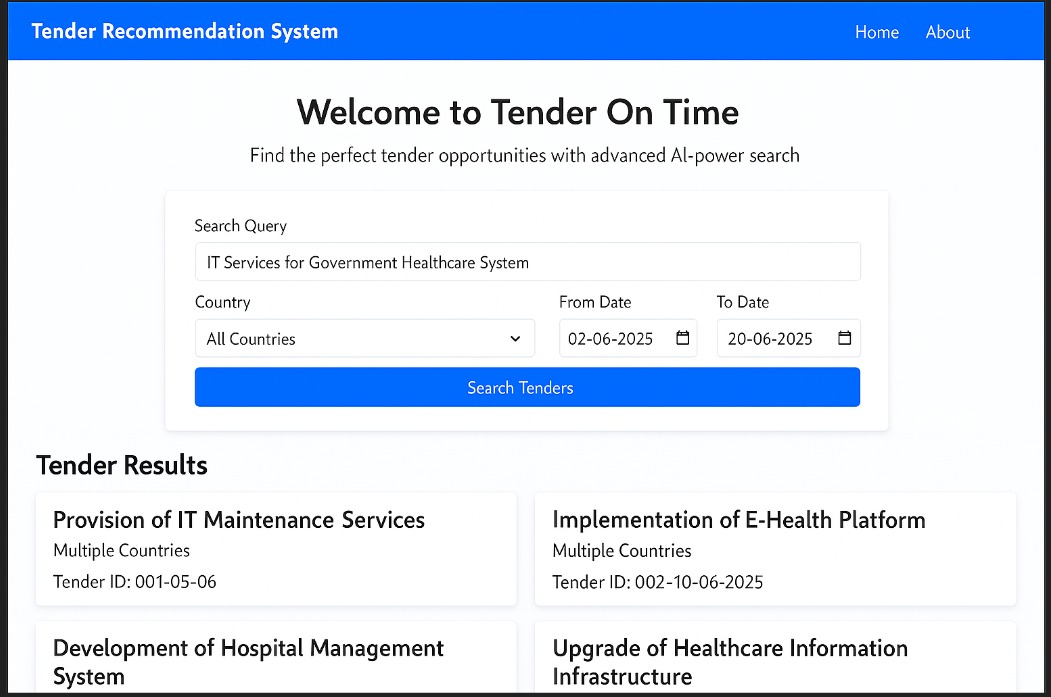 Tender Recommendation System
Home About
Welcome to Tender On Time
Find the perfect tender opportunities with advanced AI-power search
Search Query
IT Services for Government Healthcare System
Country From Date To Date
All Countries 02-06-2025 20-06-2025
Search Tenders
Tender Results
Provision of IT Maintenance Services
Multiple Countries
Tender ID: 001-05-06
Implementation of E-Health Platform
Multiple Countries
Tender ID: 002-10-06-2025
Development of Hospital Management
System
Upgrade of Healthcare Information
Infrastructure